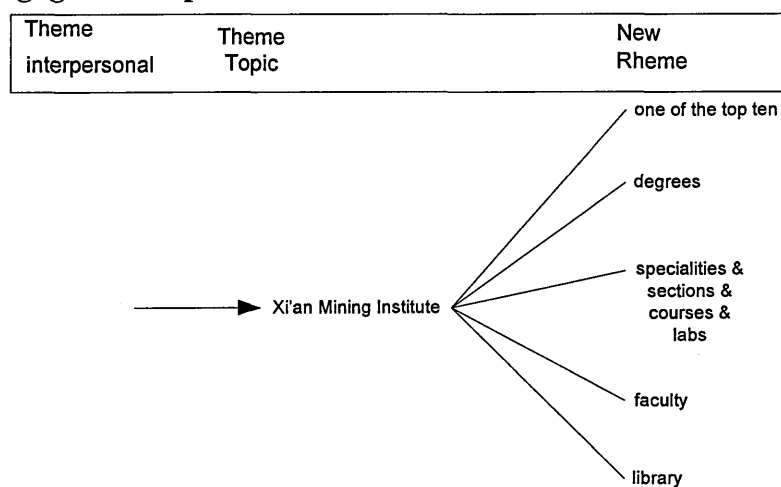 Theme
interpersonal
Theme
Topic
New
Rheme
one of the top ten
degrees
specialities &
sections &
courses &
labs
Xi'an Mining Institute
faculty
library